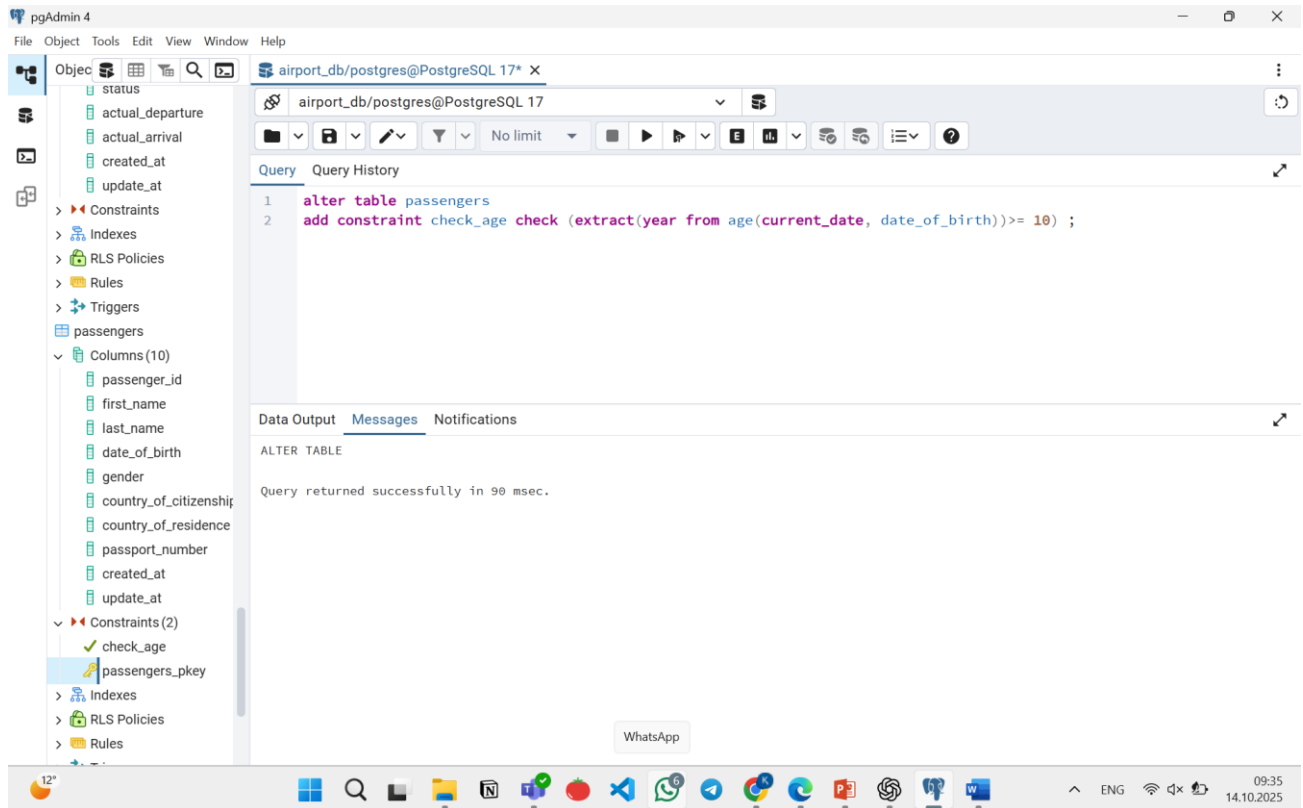 pgAdmin 4
File Object Tools Edit View Window Help
Objec
airport_db/postgres@PostgreSQL 17*
status
actual_departure
actual_arrival
created_at
update_at
Constraints
Indexes
RLS Policies
Rules
Triggers
passengers
Columns (10)
passenger_id
first_name
last_name
date_of_birth
gender
country_of_citizenship
country_of_residence
passport_number
created_at
update_at
Constraints (2)
check_age
passengers_pkey
Indexes
RLS Policies
Rules
airport_db/postgres@PostgreSQL 17
No limit
E
Query Query History
1 alter table passengers
2 add constraint check_age check (extract(year from age(current_date, date_of_birth))>= 10) ;
Data Output Messages Notifications
ALTER TABLE
Query returned successfully in 90 msec.
WhatsApp
12°
6
K
ENG
09:35
14.10.2025